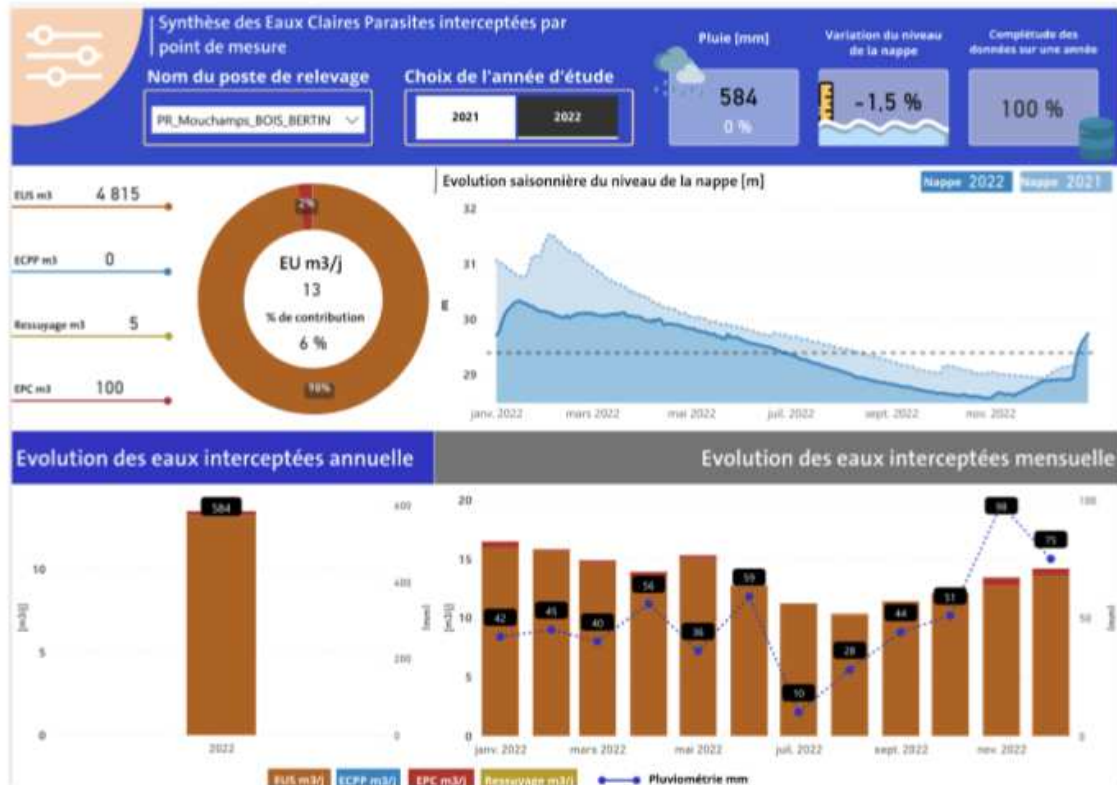 Synthèse des Eaux Claires Parasites interceptées par
point de mesure
Nom du poste de relevage
PR_Mouchamps_BOIS_BERTIN
Choix de l'année d'étude
2021
2022
Pluie [mm]
584
0 %
Variation du niveau
de la nappe
-1,5 %
Complétude des
données sur une année
100 %
EUS m3 4 815
ECPP m3 0
Ressuyage m3 5
EPC m3 100
2%
EU m3/j
13
% de contribution
6 %
98%
Evolution saisonnière du niveau de la nappe [m]
Nappe 2022
Nappe 2021
32
31
30
29
m
janv. 2022
mars 2022
mai 2022
juil. 2022
sept. 2022
nov. 2022
Evolution des eaux interceptées annuelle
Evolution des eaux interceptées mensuelle
584
10
5
0
[m3/j]
600
400
200
0
[mm]
2022
20
15
10
5
0
[m3/j]
100
50
0
[mm]
42
45
40
56
36
59
10
28
44
51
98
75
janv. 2022
mars 2022
mai 2022
juil. 2022
sept. 2022
nov. 2022
EUS m3/j
ECPP m3/j
EPC m3/j
Ressuyage m3/j
Pluviométrie mm